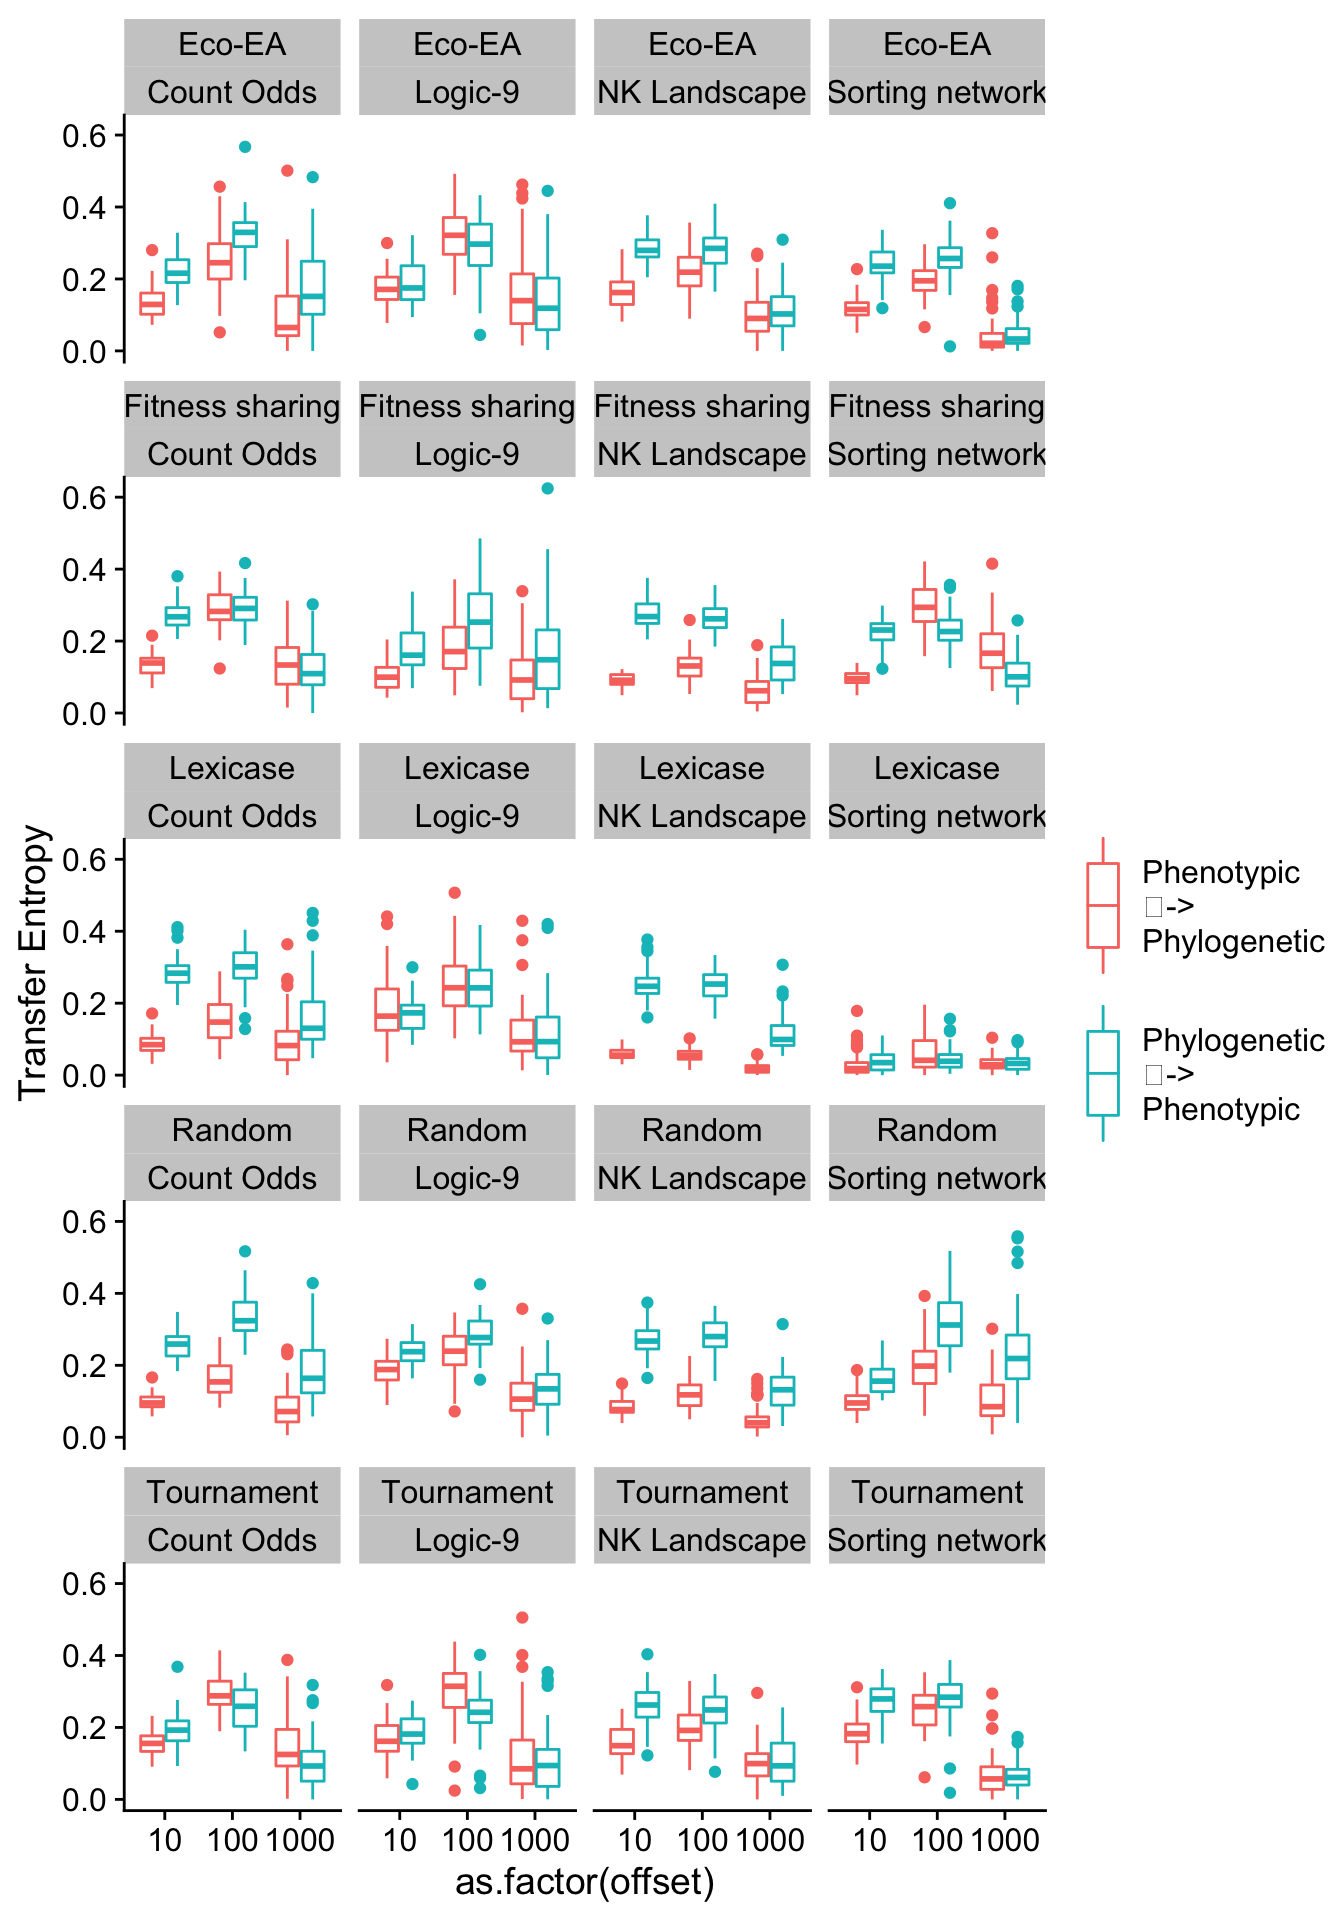 Eco-EA Eco-EA Eco-EA Eco-EA
Count Odds Logic-9 NK Landscape Sorting network
0.6
0.4
0.2
0.0
Fitness sharing Fitness sharing Fitness sharing Fitness sharing
Count Odds Logic-9 NK Landscape Sorting network
0.6
0.4
0.2
0.0
Lexicase Lexicase Lexicase Lexicase
Count Odds Logic-9 NK Landscape Sorting network
0.6
0.4
0.2
0.0
Random Random Random Random
Count Odds Logic-9 NK Landscape Sorting network
0.6
0.4
0.2
0.0
Tournament Tournament Tournament Tournament
Count Odds Logic-9 NK Landscape Sorting network
0.6
0.4
0.2
0.0
10 100 1000 10 100 1000 10 100 1000 10 100 1000
as.factor(offset)
Transfer Entropy
Phenotypic
□->
Phylogenetic
Phylogenetic
□->
Phenotypic